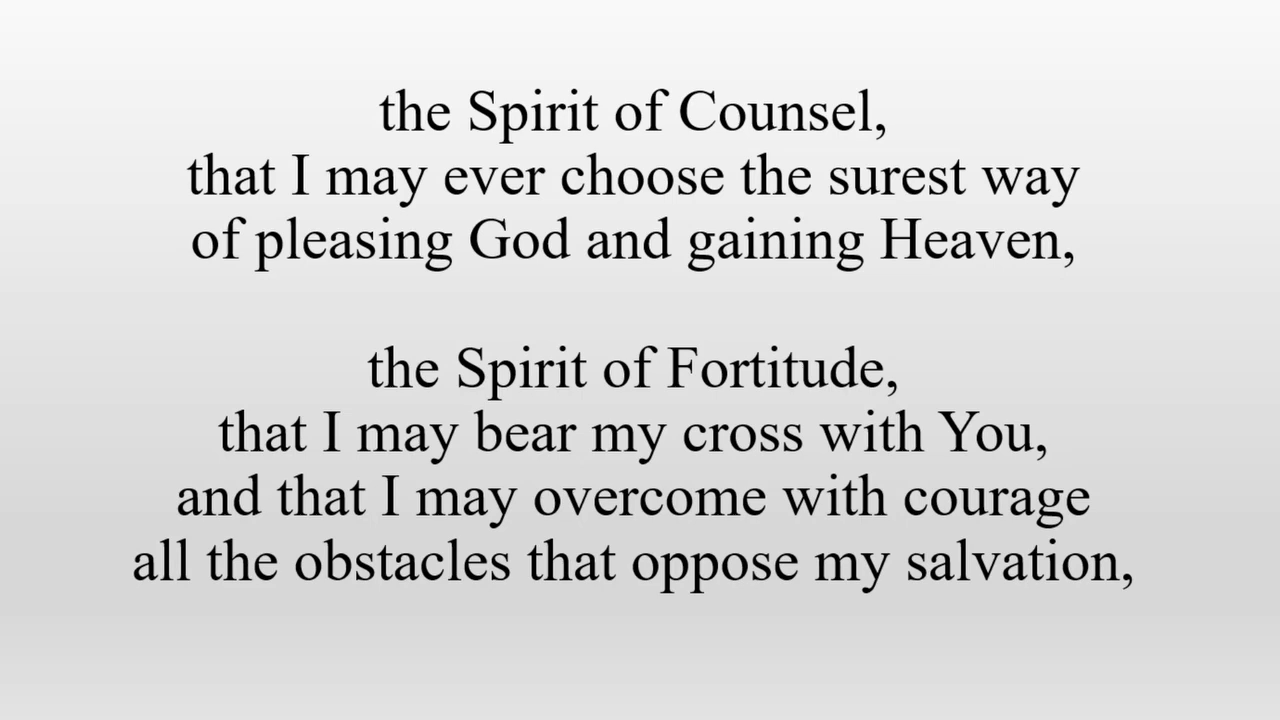 the Spirit of Counsel,
that I may ever choose the surest way
of pleasing God and gaining Heaven,
the Spirit of Fortitude,
that I may bear my cross with You,
and that I may overcome with courage
all the obstacles that oppose my salvation,